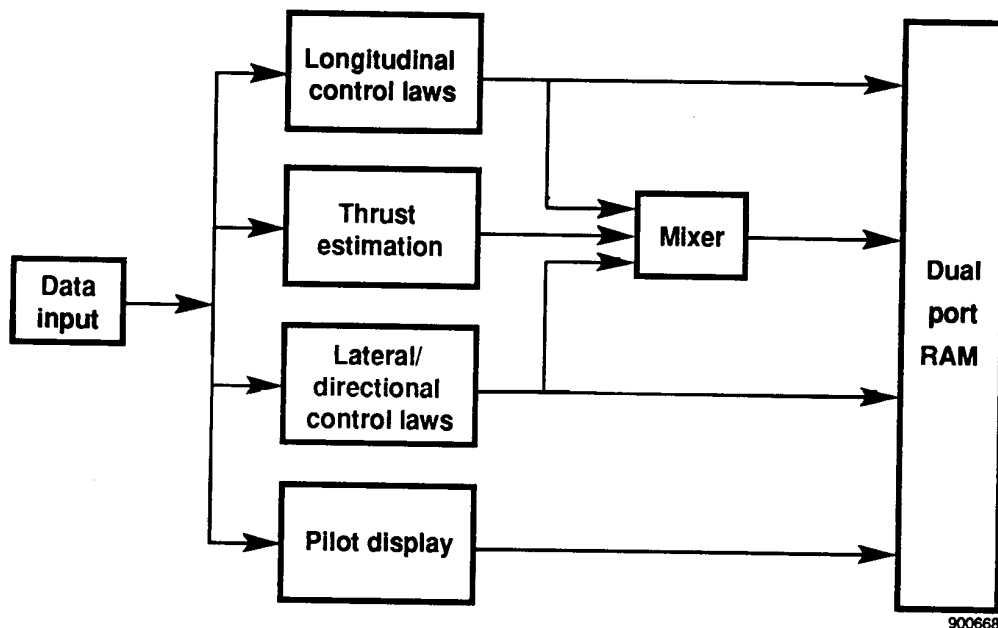 Longitudinal
control laws
Thrust
estimation
Mixer
Data
input
Dual
port
RAM
Lateral/
directional
control laws
Pilot display
900668